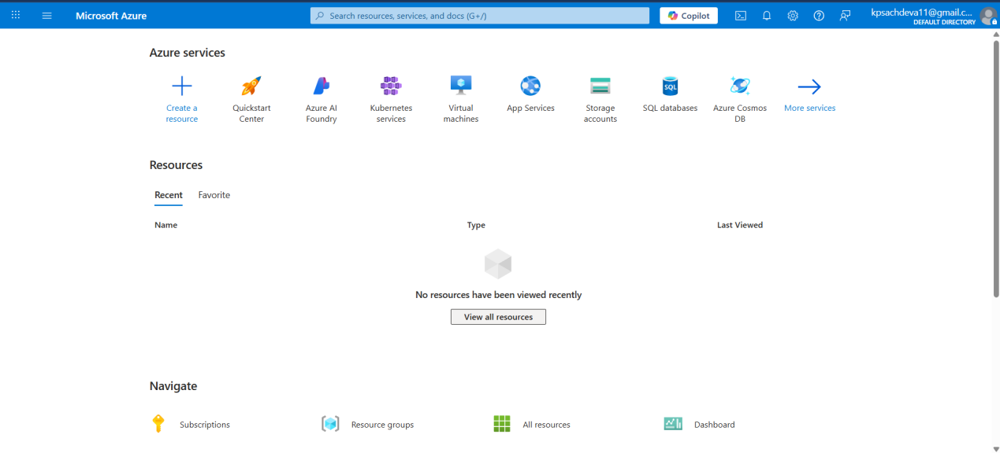 Microsoft Azure
Search resources, services, and docs (G+/)
Copilot
kpsachdeva11@gmail.c...
DEFAULT DIRECTORY
Azure services
Create a
resource
Quickstart
Center
Azure AI
Foundry
Kubernetes
services
Virtual
machines
App Services
Storage
accounts
SQL
SQL databases
Azure Cosmos
DB
More services
Resources
Recent
Favorite
Name
Type
Last Viewed
No resources have been viewed recently
View all resources
Navigate
Subscriptions
Resource groups
All resources
Dashboard